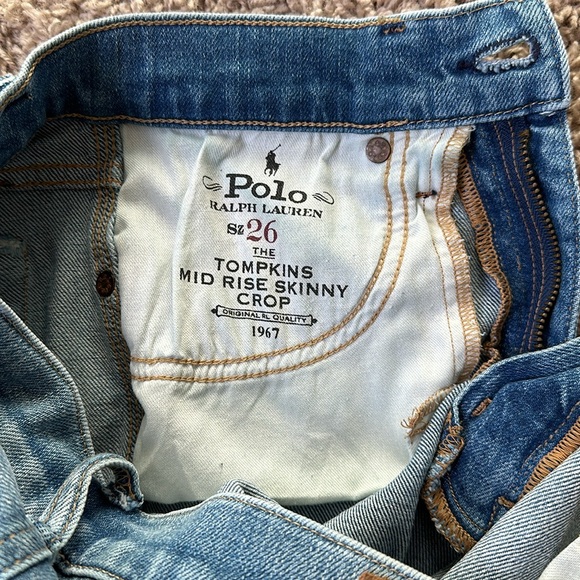 Polo
RALPH LAUREN
Sz 26
THE
TOMPKINS
MID RISE SKINNY
CROP
ORIGINAL RL QUALITY
1967